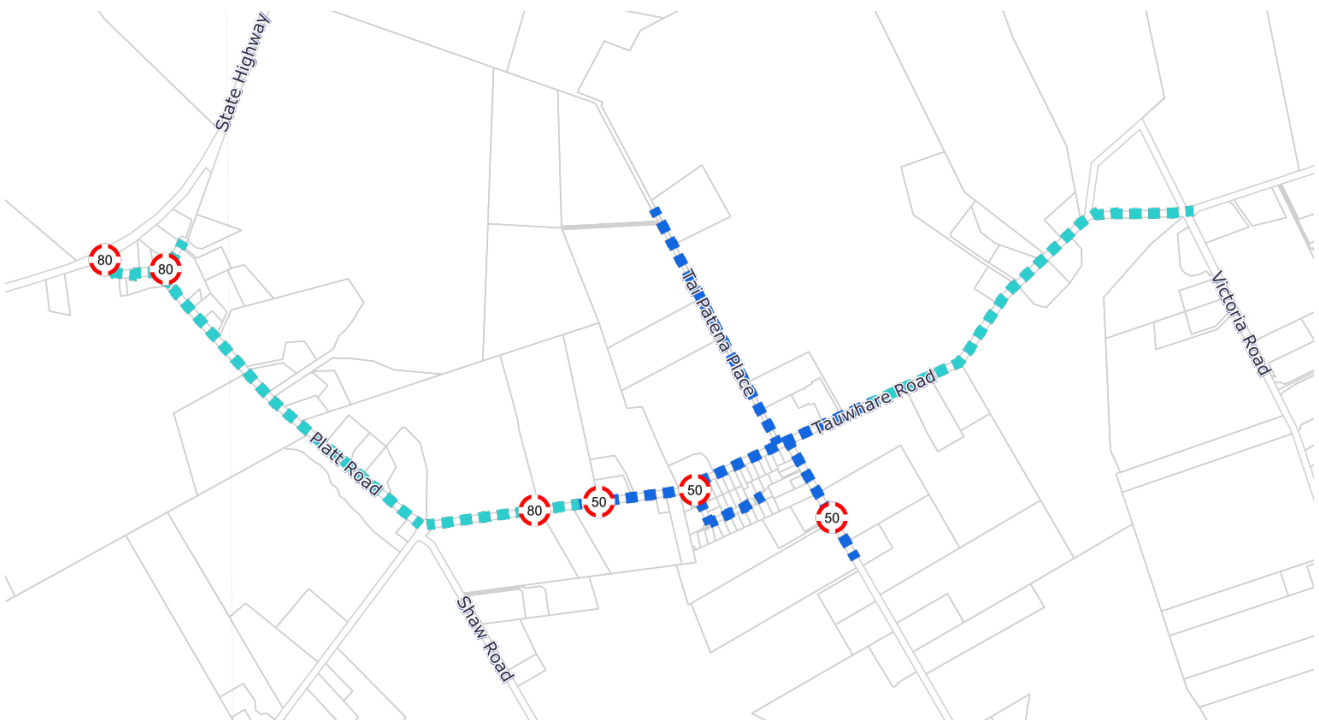 State Highway
80
80
Tai Patena Place
Victoria Road
Tauwhare Road
Platt Road
50
50
80
50
Shaw Road